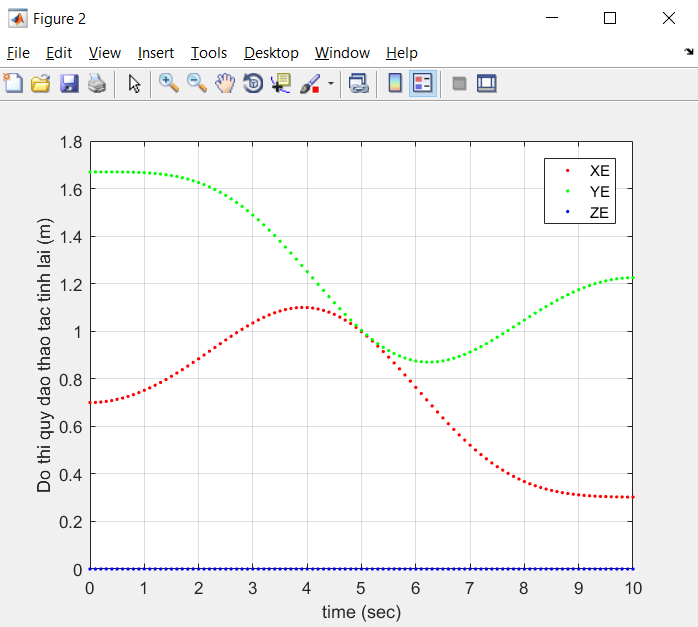 Figure 2
File Edit View Insert Tools Desktop Window Help
1.8
1.6
1.4
1.2
1
0.8
0.6
0.4
0.2
0
Do thi quy dao thao tac tinh lai (m)
XE
YE
ZE
0 1 2 3 4 5 6 7 8 9 10
time (sec)